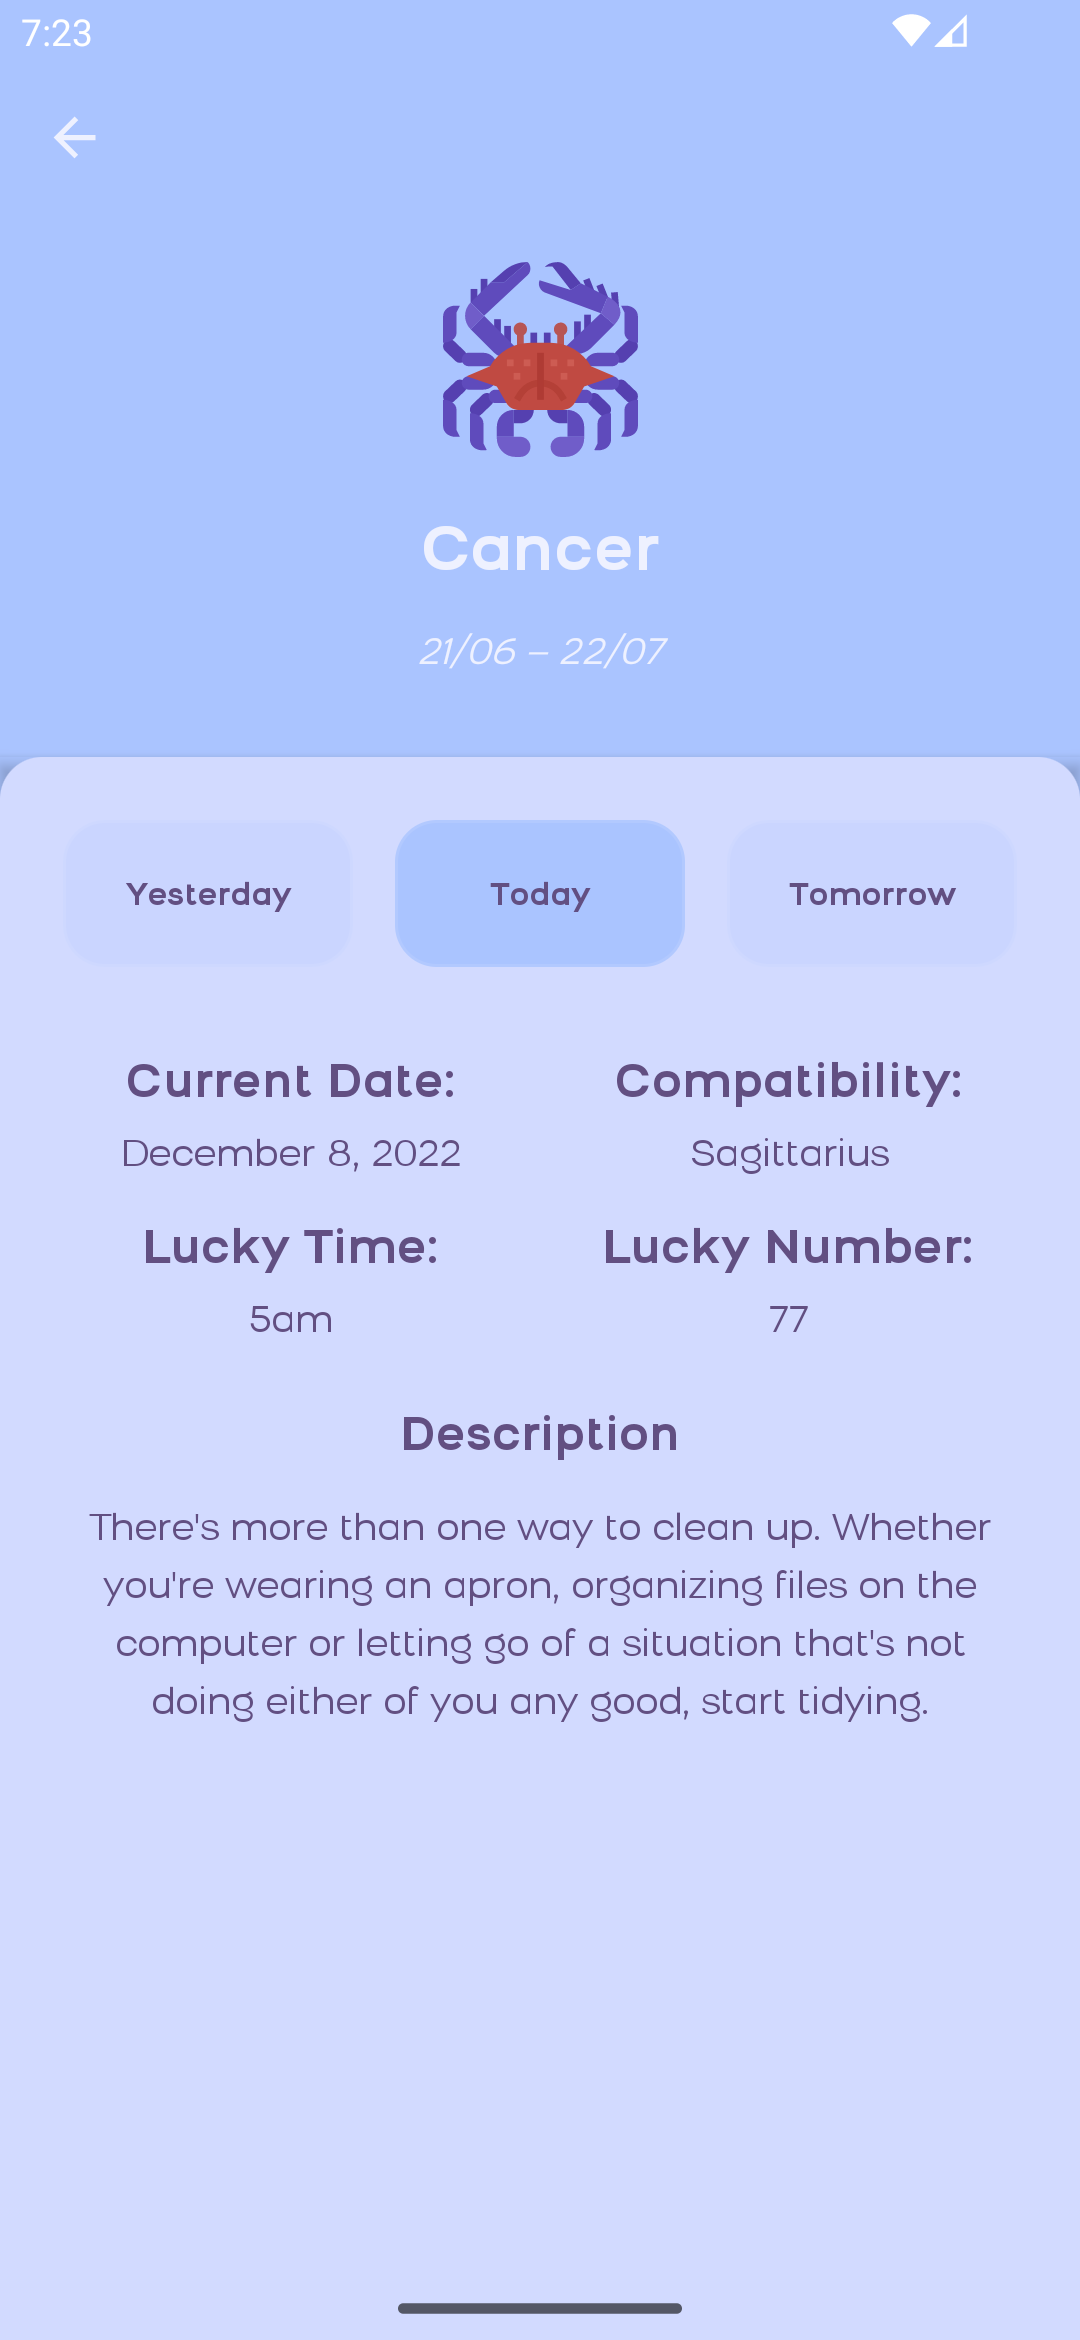 7:23
Cancer
21/06 – 22/07
Yesterday
Today
Tomorrow
Current Date:
December 8, 2022
Compatibility:
Sagittarius
Lucky Time:
5am
Lucky Number:
77
Description
There's more than one way to clean up. Whether
you're wearing an apron, organizing files on the
computer or letting go of a situation that's not
doing either of you any good, start tidying.